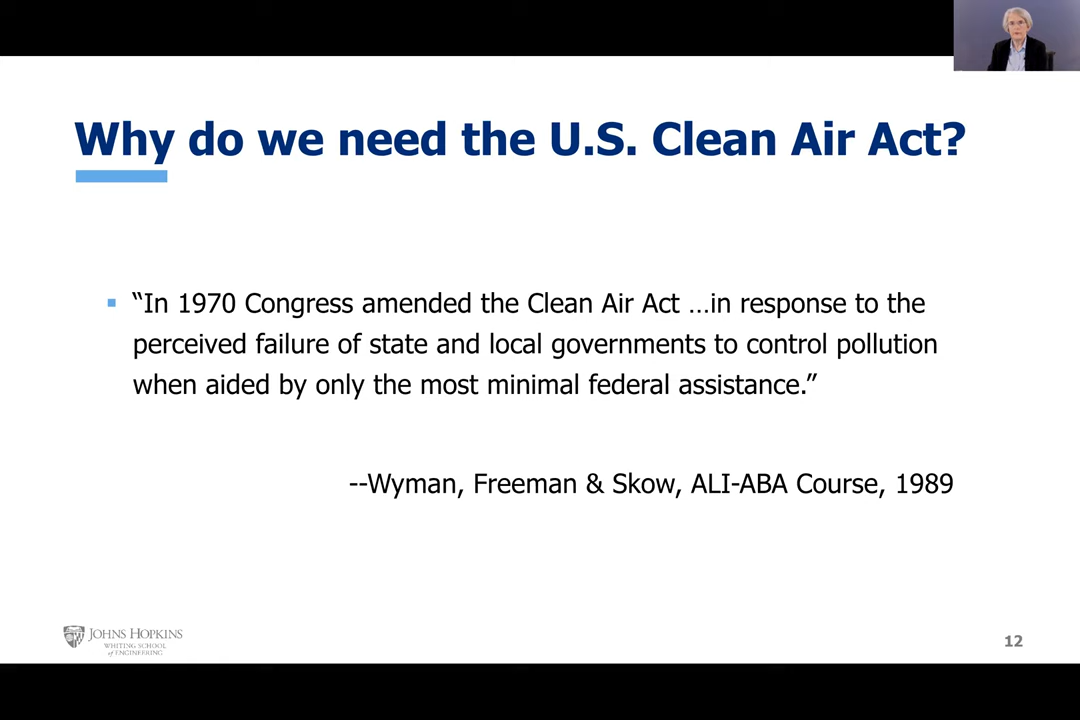 Why do we need the U.S. Clean Air Act?
▪ “In 1970 Congress amended the Clean Air Act …in response to the
perceived failure of state and local governments to control pollution
when aided by only the most minimal federal assistance.”
--Wyman, Freeman & Skow, ALI-ABA Course, 1989
JOHNS HOPKINS
WHITING SCHOOL
of ENGINEERING
12